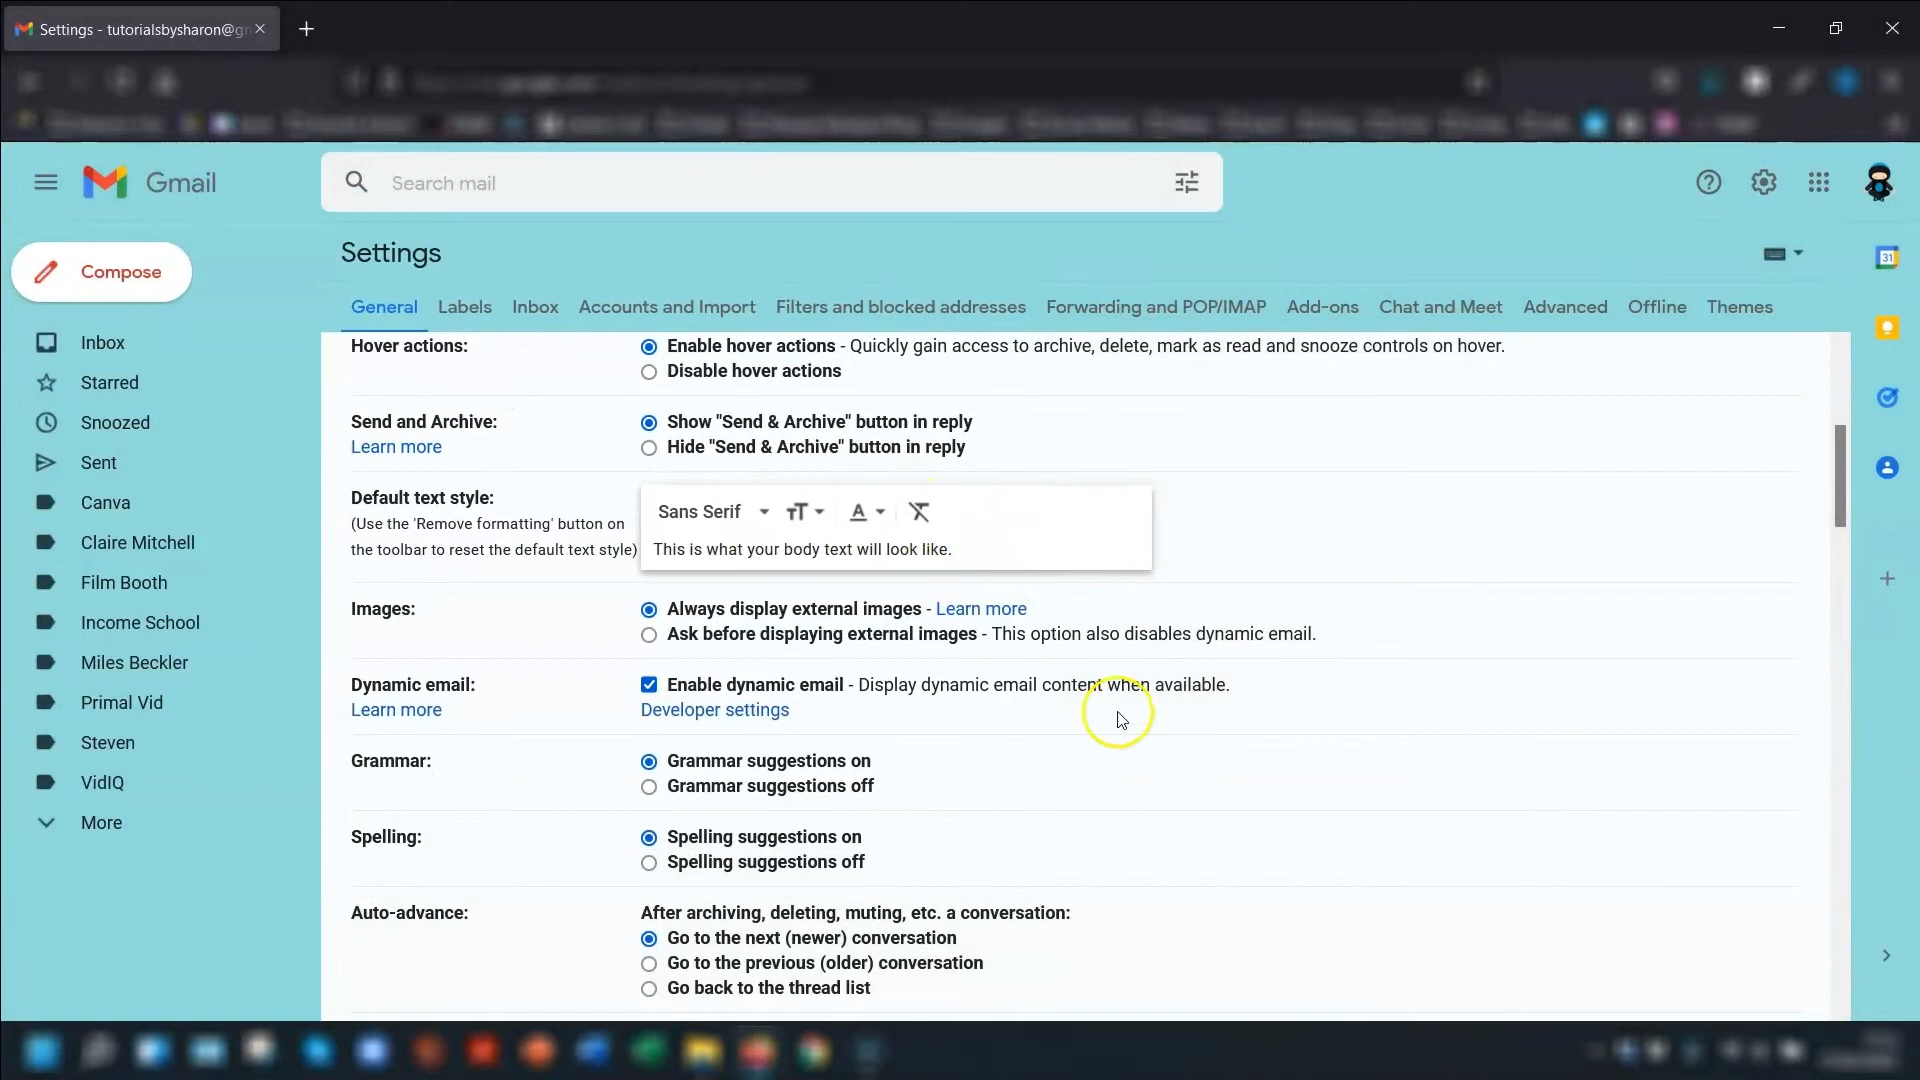 Settings - tutorialsbysharon@g
Gmail
Search mail
Compose
Inbox
Starred
Snoozed
Sent
Canva
Claire Mitchell
Film Booth
Income School
Miles Beckler
Primal Vid
Steven
VidIQ
More
Settings
General Labels Inbox Accounts and Import Filters and blocked addresses Forwarding and POP/IMAP Add-ons Chat and Meet Advanced Offline Themes
Hover actions:
Enable hover actions - Quickly gain access to archive, delete, mark as read and snooze controls on hover.
Disable hover actions
Send and Archive:
Learn more
Show "Send & Archive" button in reply
Hide "Send & Archive" button in reply
Default text style:
(Use the 'Remove formatting' button on
the toolbar to reset the default text style)
Sans Serif
This is what your body text will look like.
Images:
Always display external images - Learn more
Ask before displaying external images - This option also disables dynamic email.
Dynamic email:
Learn more
Enable dynamic email - Display dynamic email content when available.
Developer settings
Grammar:
Grammar suggestions on
Grammar suggestions off
Spelling:
Spelling suggestions on
Spelling suggestions off
Auto-advance:
After archiving, deleting, muting, etc. a conversation:
Go to the next (newer) conversation
Go to the previous (older) conversation
Go back to the thread list
31